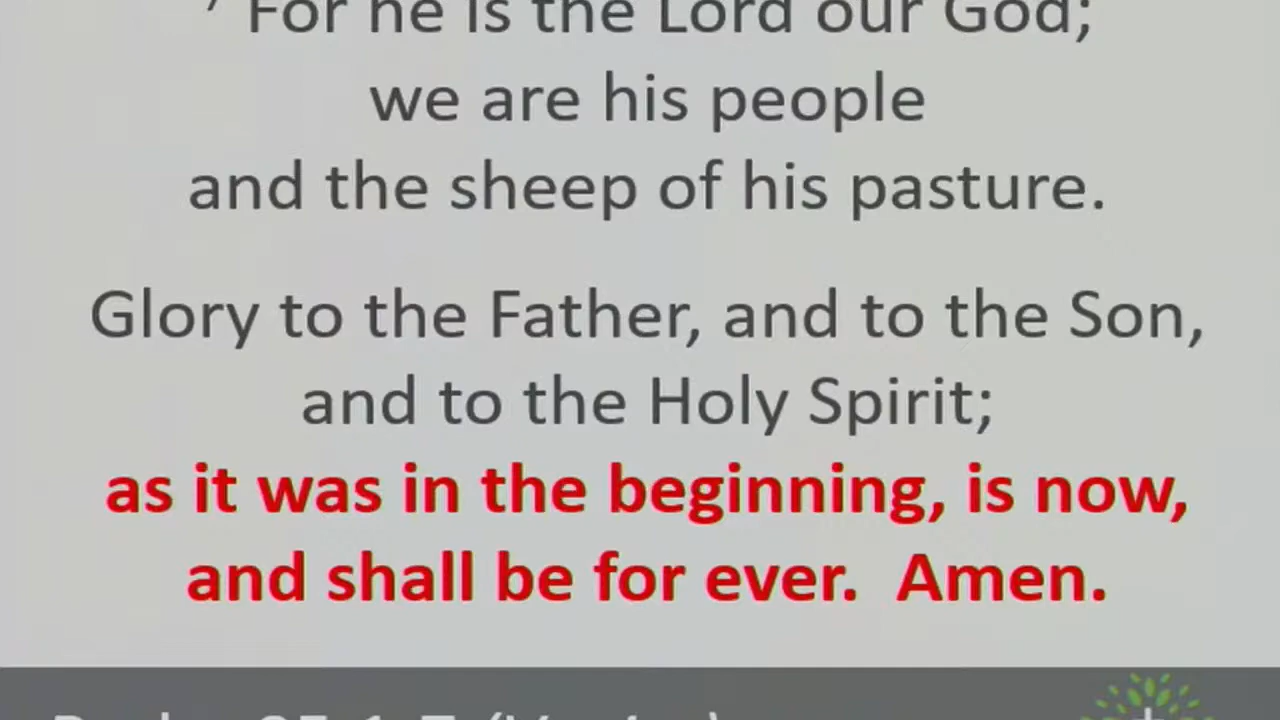 7 For he is the Lord our God;
we are his people
and the sheep of his pasture.
Glory to the Father, and to the Son,
and to the Holy Spirit;
as it was in the beginning, is now,
and shall be for ever. Amen.